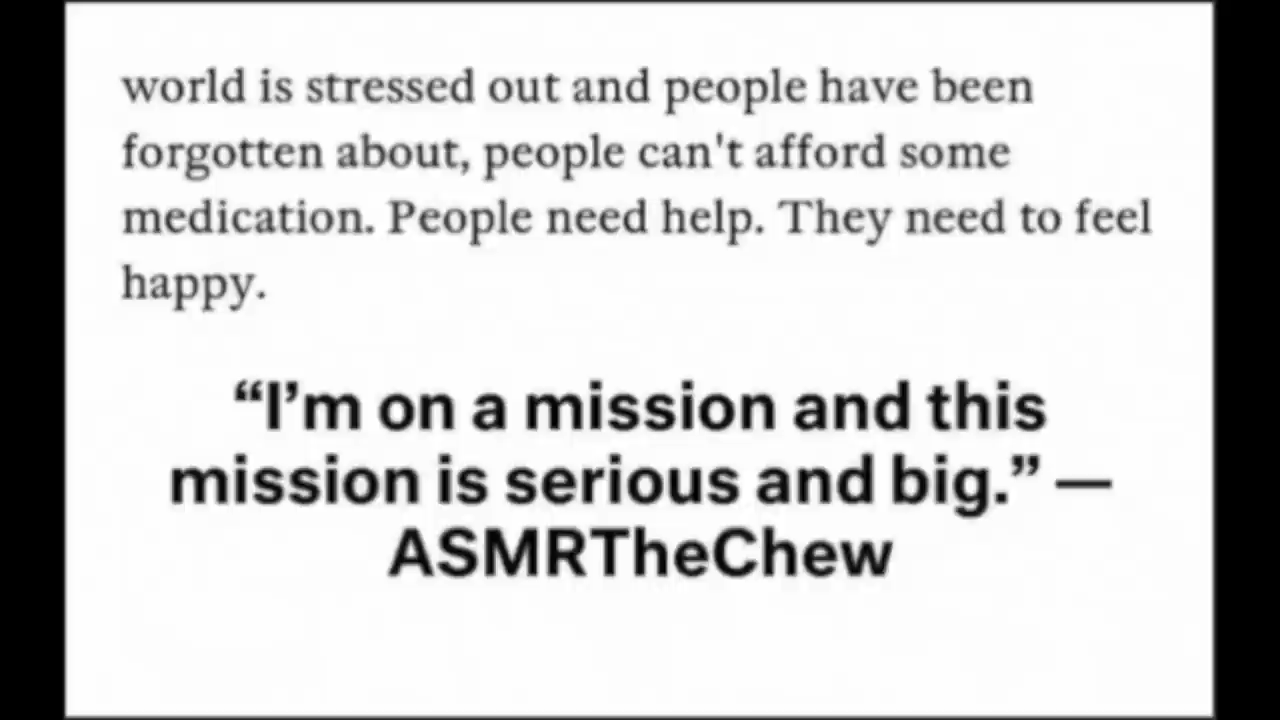 world is stressed out and people have been
forgotten about, people can't afford some
medication. People need help. They need to feel
happy.
“I’m on a mission and this
mission is serious and big.” —
ASMRTheChew